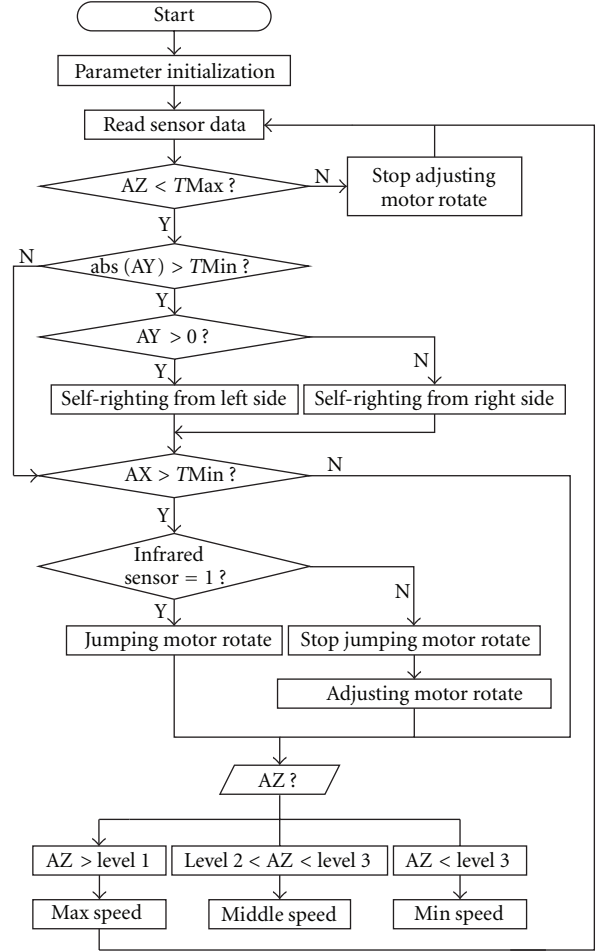 Start
Parameter initialization
Read sensor data
AZ < TMax ?
N
Stop adjusting
motor rotate
Y
N
abs (AY) > TMin ?
Y
AY > 0 ?
N
Y
Self-righting from left side
Self-righting from right side
AX > TMin ?
N
Y
Infrared
sensor = 1 ?
N
Y
Jumping motor rotate
Stop jumping motor rotate
Adjusting motor rotate
AZ ?
AZ > level 1
Level 2 < AZ < level 3
AZ < level 3
Max speed
Middle speed
Min speed